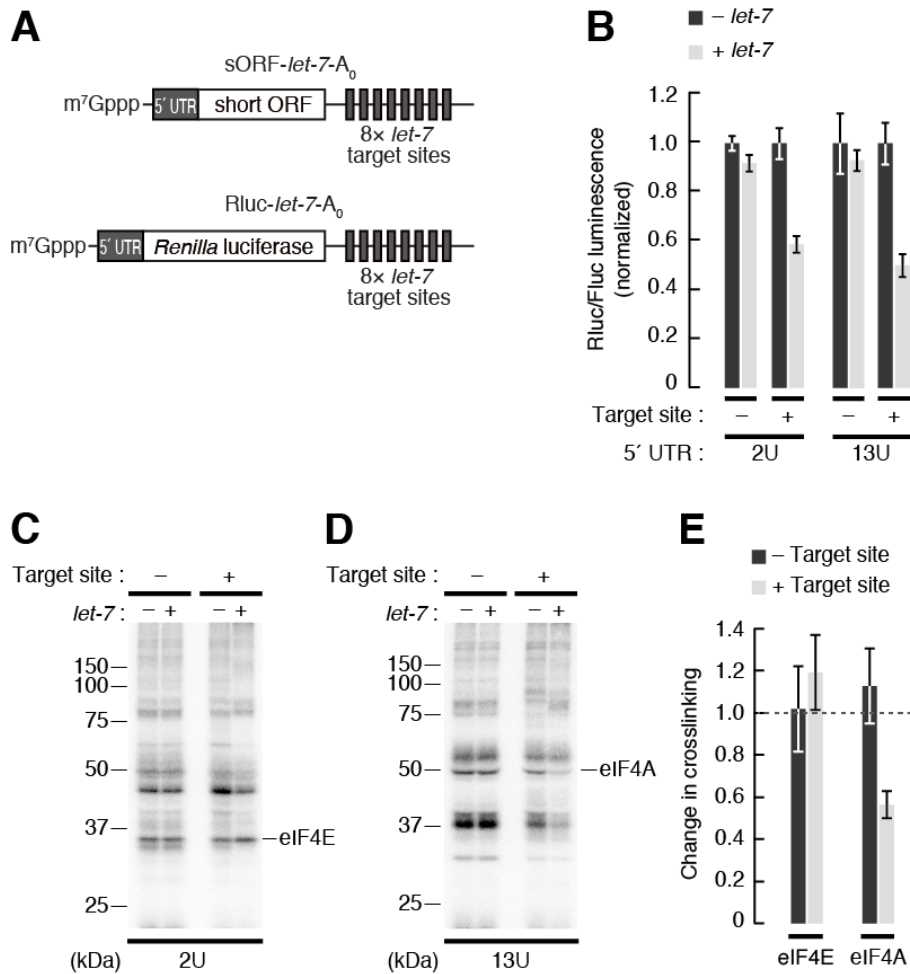 A
sORF-let-7-A₀
m⁷Gppp
5′ UTR
short ORF
8× let-7
target sites
Rluc-let-7-A₀
m⁷Gppp
5′ UTR
Renilla luciferase
8× let-7
target sites
B
– let-7
+ let-7
Rluc/Fluc luminescence
(normalized)
1.2
1.0
0.8
0.6
0.4
0.2
0
Target site : – + – +
5′ UTR : 2U 13U
C
Target site : – +
let-7 : – + – +
150
100
75
50
37
25
eIF4E
(kDa) 2U
D
Target site : – +
let-7 : – + – +
150
100
75
50
37
25
eIF4A
(kDa) 13U
E
– Target site
+ Target site
Change in crosslinking
1.4
1.2
1.0
0.8
0.6
0.4
0.2
0
eIF4E eIF4A